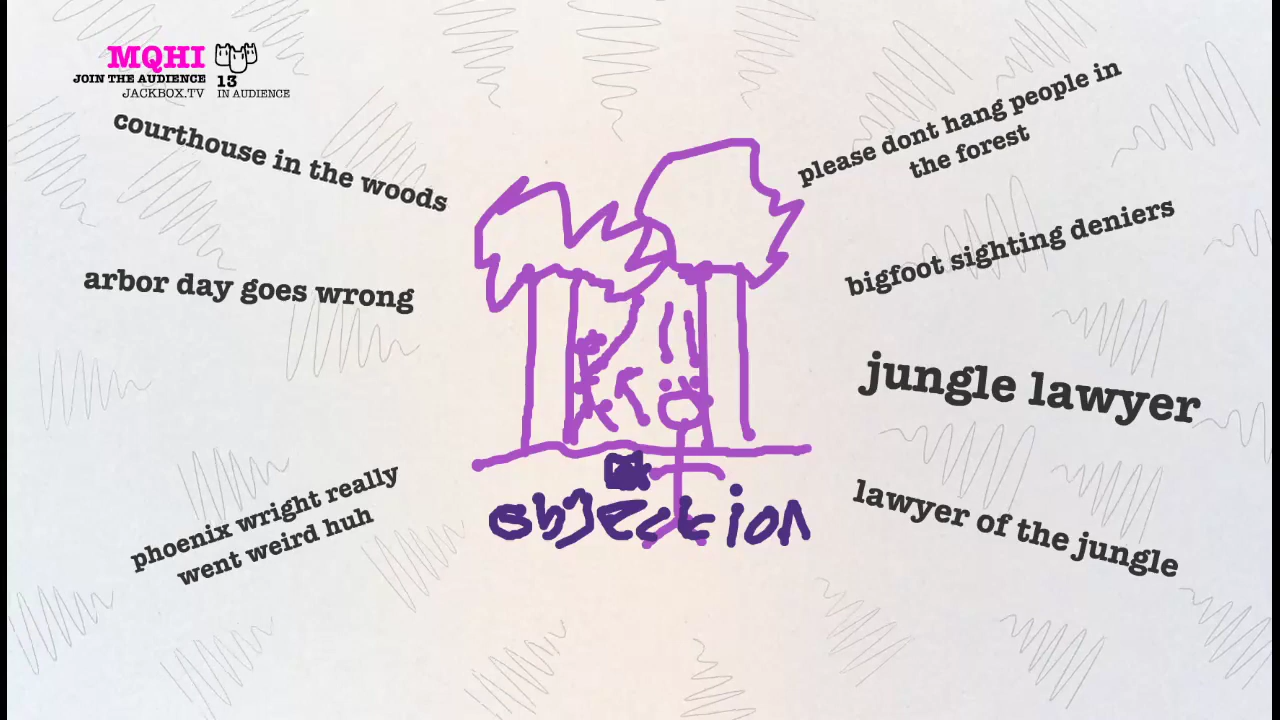 MQHI
JOIN THE AUDIENCE
JACKBOX.TV
13
IN AUDIENCE
courthouse in the woods
please dont hang people in
the forest
arbor day goes wrong
bigfoot sighting deniers
jungle lawyer
phoenix wright really
went weird huh
lawyer of the jungle
objection